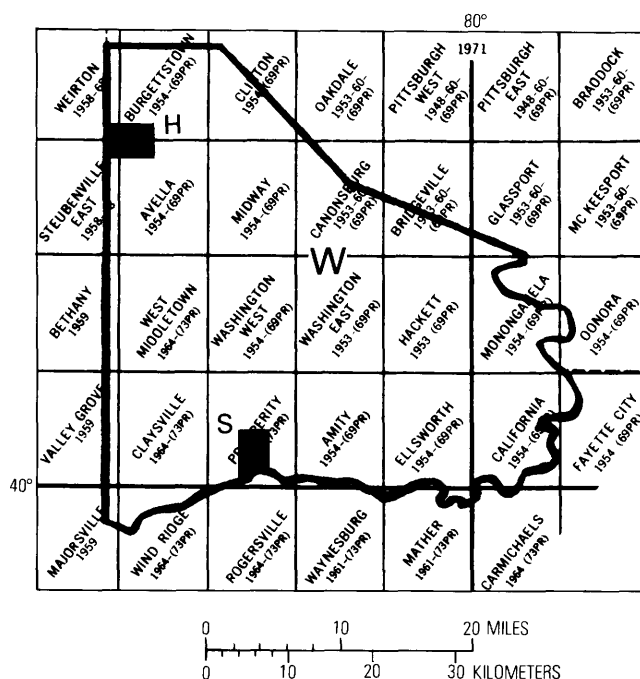 80°
1971
WEIRTON
BURGETTSTOWN
1954-(69PR)
CLINTON
OAKDALE
1953-60-
(69PR)
PITTSBURGH
WEST
1948-60-
(69PR)
PITTSBURGH
EAST
1948-60-
(69PR)
BRADDOCK
1953-60-
(69PR)
H
STEUBENVILLE
EAST
AVELLA
1954-(69PR)
MIDWAY
1954-(69PR)
CANONSBURG
1953-60-
(69PR)
BRIDGEVILLE
1953-60-
(69PR)
GLASSPORT
1953-60-
(69PR)
MC KEESPORT
1953-60-
(69PR)
W
BETHANY
1959
WEST
MIDDLETOWN
1964-(73PR)
WASHINGTON
WEST
1954-(69PR)
WASHINGTON
EAST
1953 (69PR)
HACKETT
1953 (69PR)
MONONGAHELA
1954-(69PR)
DONORA
1954-(69PR)
S
VALLEY GROVE
1959
CLAYSVILLE
1964-(73PR)
AMITY
1954-(69PR)
ELLSWORTH
1954-(69PR)
CALIFORNIA
FAYETTE CITY
1954 (69PR)
40°
MAJORSVILLE
1959
WIND RIDGE
1964-(73PR)
ROGERSVILLE
1964-(73PR)
WAYNESBURG
1961-(73PR)
MATHER
1961-(73PR)
CARMICHAELS
1964 (73PR)
0 10 20 MILES
0 10 20 30 KILOMETERS